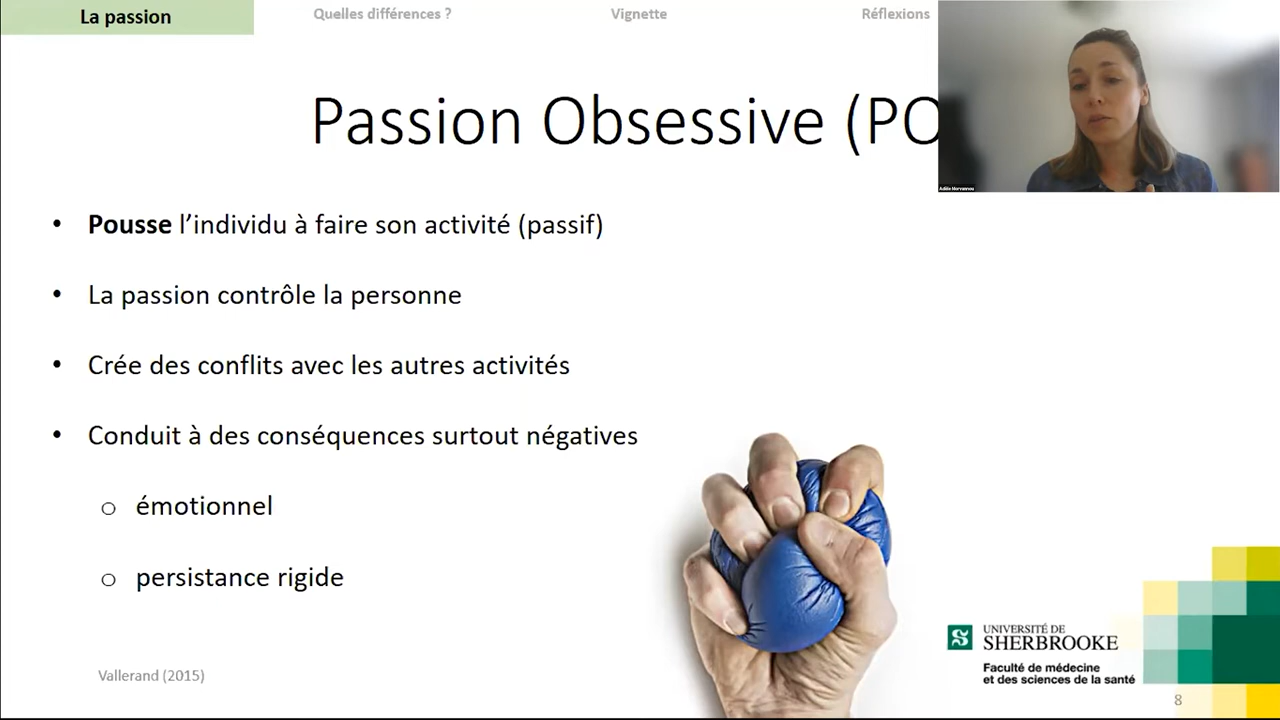 La passion
Quelles différences ?
Vignette
Réflexions
Passion Obsessive (PO
Adèle Morvannou
• Pousse l’individu à faire son activité (passif)
• La passion contrôle la personne
• Crée des conflits avec les autres activités
• Conduit à des conséquences surtout négatives
o émotionnel
o persistance rigide
UNIVERSITÉ DE
SHERBROOKE
Faculté de médecine
et des sciences de la santé
Vallerand (2015)
8